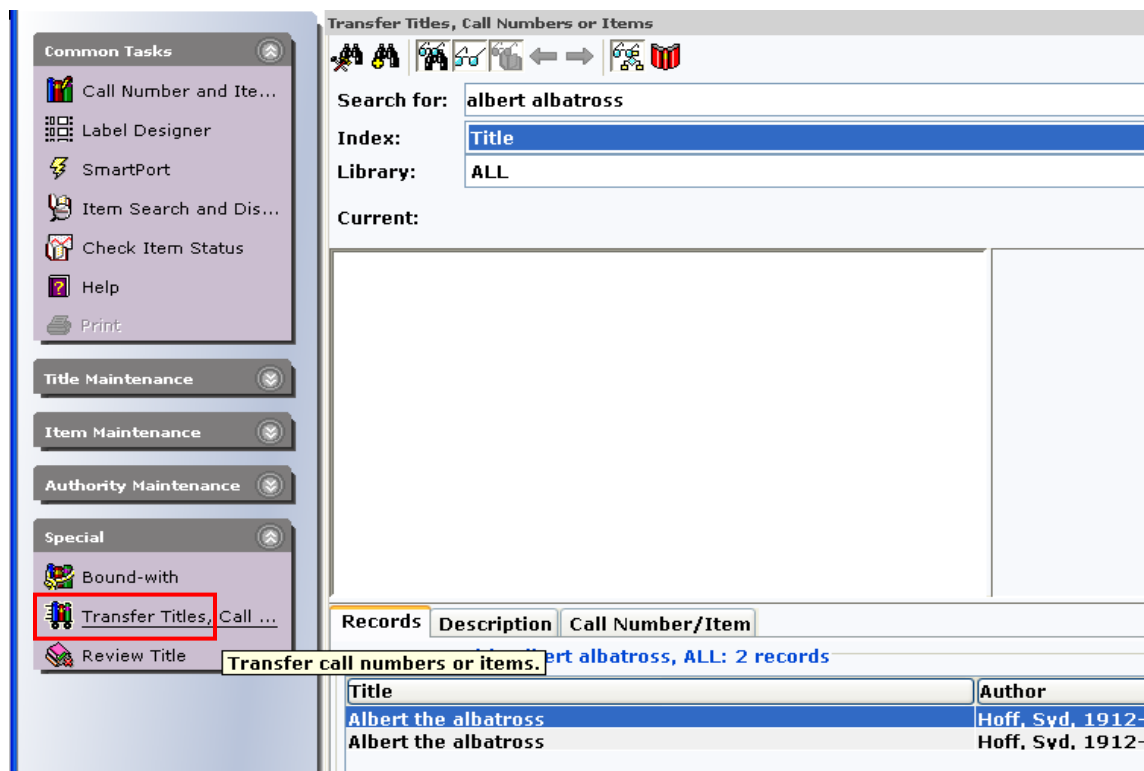 Transfer Titles, Call Numbers or Items
Common Tasks
Call Number and Ite...
Label Designer
SmartPort
Item Search and Dis...
Check Item Status
Help
Print
Title Maintenance
Item Maintenance
Authority Maintenance
Special
Bound-with
Transfer Titles, Call ...
Review Title
Transfer call numbers or items.
Search for: albert albatross
Index: Title
Library: ALL
Current:
Records Description Call Number/Item
albatross, ALL: 2 records
Title Author
Albert the albatross Hoff, Syd, 1912-
Albert the albatross Hoff, Syd, 1912-